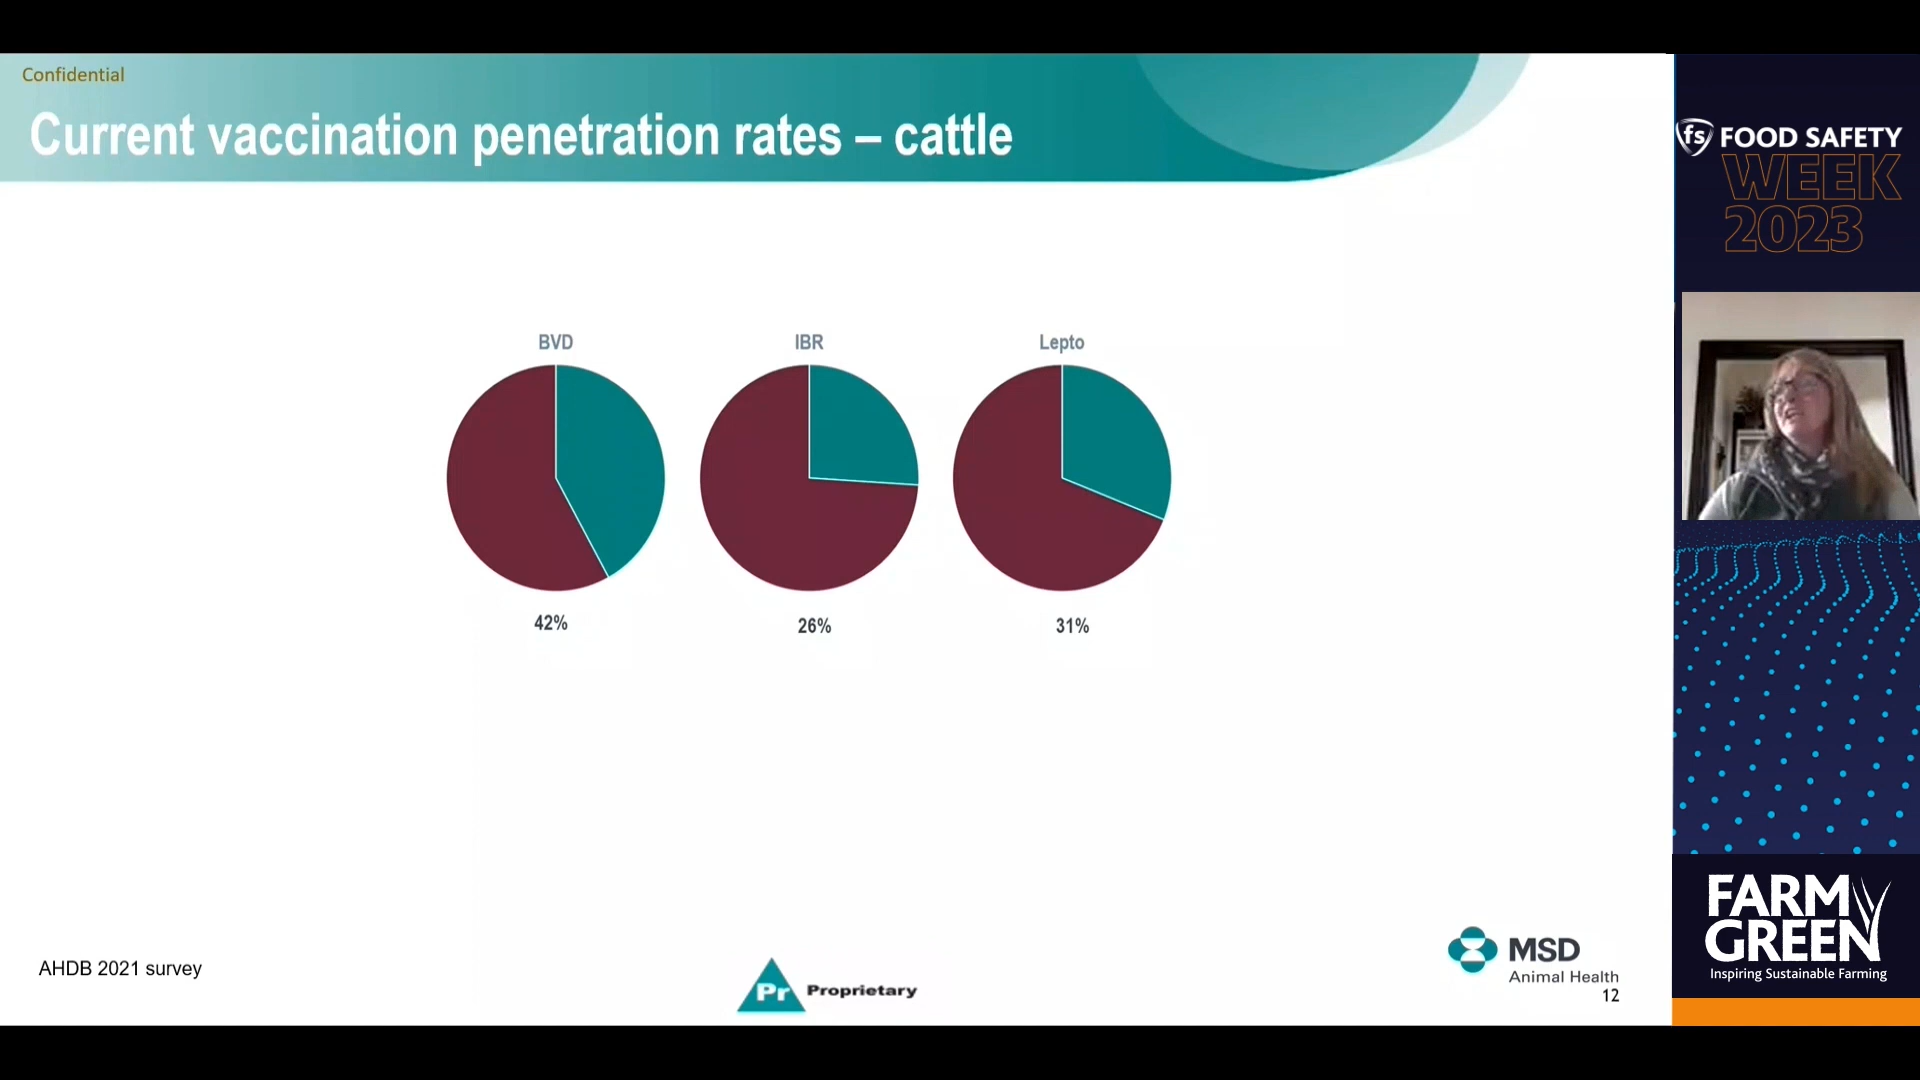 Confidential
Current vaccination penetration rates – cattle
BVD
IBR
Lepto
42%
26%
31%
AHDB 2021 survey
Pr Proprietary
MSD
Animal Health
12
fs FOOD SAFETY
WEEK
2023
FARM
GREEN
Inspiring Sustainable Farming